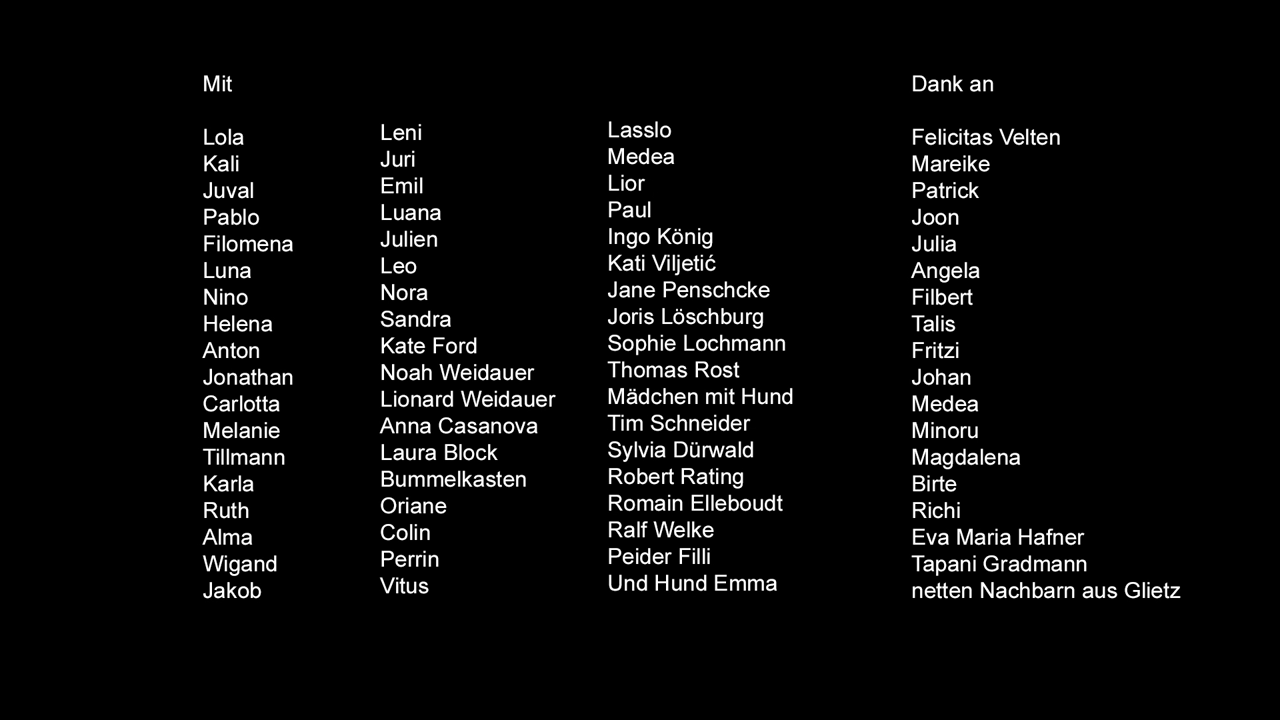 Mit
Lola
Kali
Juval
Pablo
Filomena
Luna
Nino
Helena
Anton
Jonathan
Carlotta
Melanie
Tillmann
Karla
Ruth
Alma
Wigand
Jakob
Leni
Juri
Emil
Luana
Julien
Leo
Nora
Sandra
Kate Ford
Noah Weidauer
Lionard Weidauer
Anna Casanova
Laura Block
Bummelkasten
Oriane
Colin
Perrin
Vitus
Lasslo
Medea
Lior
Paul
Ingo König
Kati Viljetić
Jane Penschcke
Joris Löschburg
Sophie Lochmann
Thomas Rost
Mädchen mit Hund
Tim Schneider
Sylvia Dürwald
Robert Rating
Romain Elleboudt
Ralf Welke
Peider Filli
Und Hund Emma
Dank an
Felicitas Velten
Mareike
Patrick
Joon
Julia
Angela
Filbert
Talis
Fritzi
Johan
Medea
Minoru
Magdalena
Birte
Richi
Eva Maria Hafner
Tapani Gradmann
netten Nachbarn aus Glietz